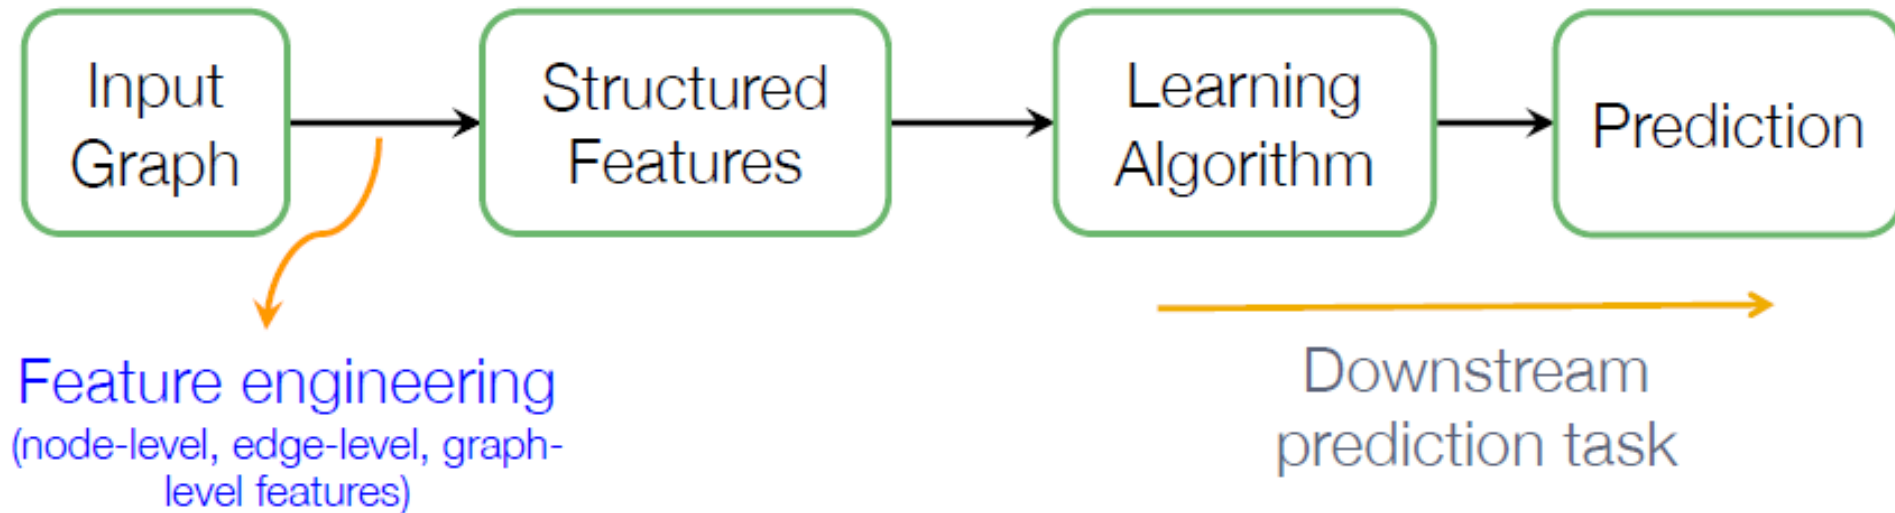 Input
Graph
Structured
Features
Learning
Algorithm
Prediction
Feature engineering
(node-level, edge-level, graph-
level features)
Downstream
prediction task